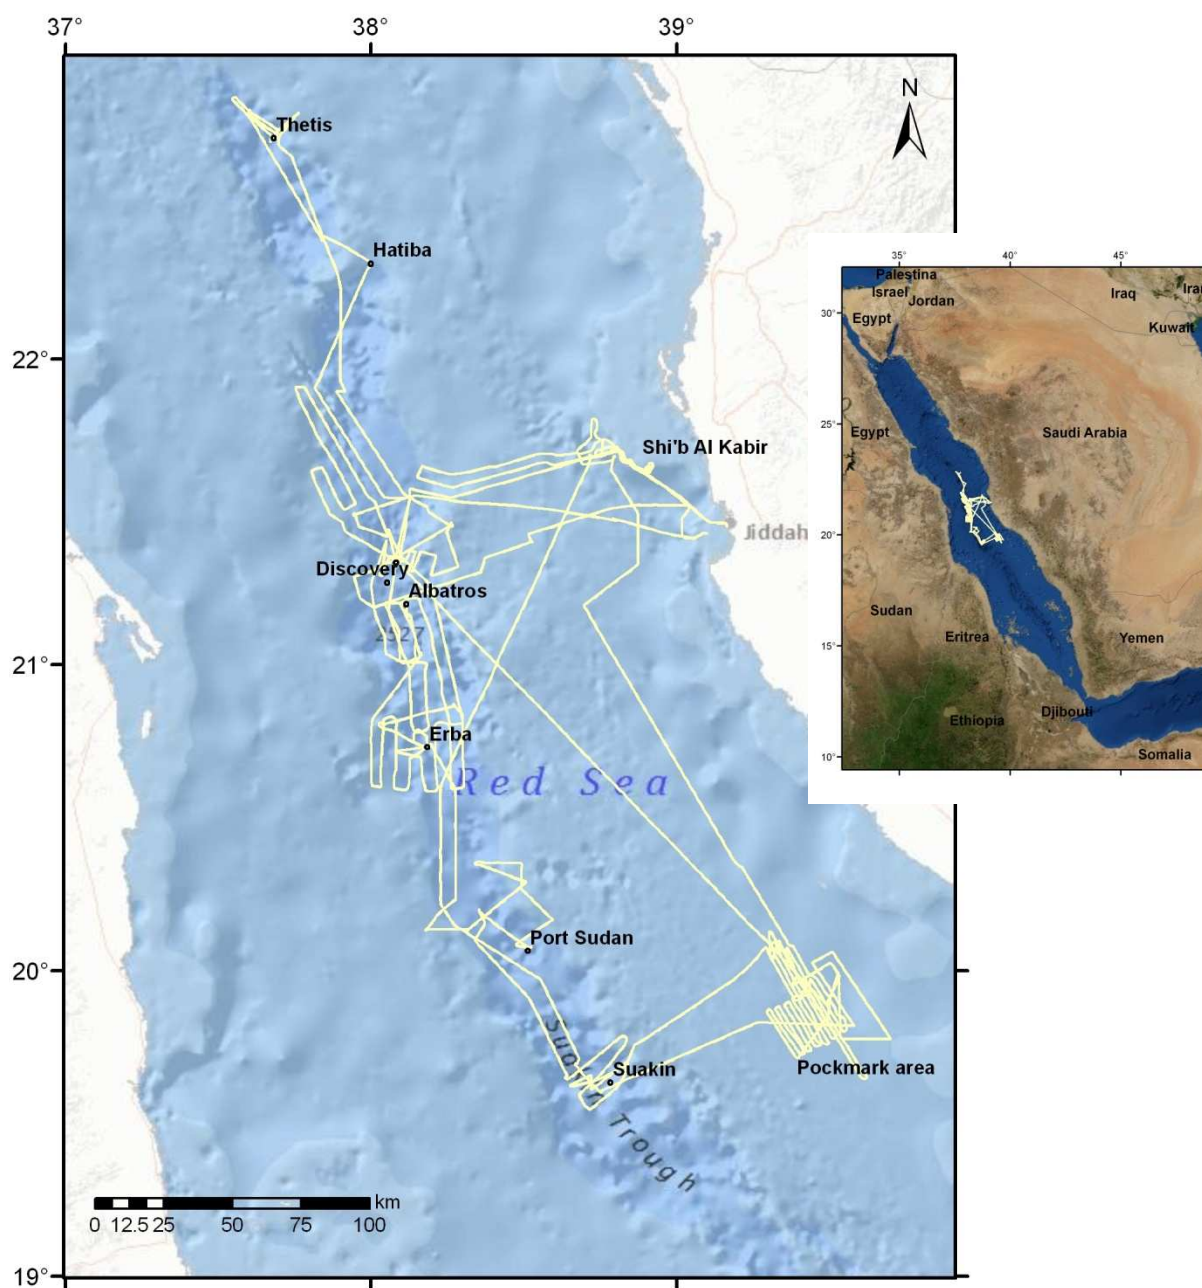 37°
38°
39°
N
Thetis
Hatiba
22°
Shi'b Al Kabir
Jiddah
Discovery
Albatros
2527
21°
Erba
Red Sea
Port Sudan
20°
Suakin
Pockmark area
Trough
km
0 12.5 25 50 75 100
19°
35°
40°
45°
Palestina
Israel
Jordan
Iraq
30°
Egypt
Kuwait
25°
Egypt
Saudi Arabia
20°
Sudan
Eritrea
Yemen
15°
Ethiopia
Djibouti
Somalia
10°